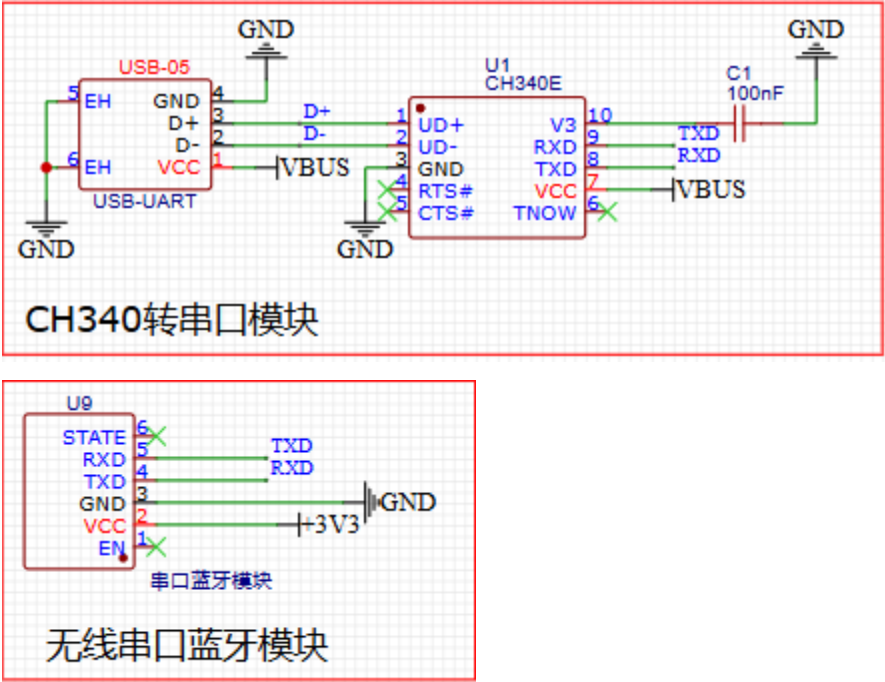 GND
GND
USB-05
U1
CH340E
C1
100nF
5 EH
GND 4
D+ 3
D+
1 UD+
V3 10
D- 2
D-
2 UD-
RXD 9
TXD
3 GND
TXD 8
RXD
6 EH
VCC 1
VBUS
4 RTS#
VCC 7
VBUS
5 CTS#
TNOW 6
USB-UART
GND
GND
CH340转串口模块
U9
STATE 6
RXD 5
TXD
TXD 4
RXD
GND 3
GND
VCC 2
+3V3
EN 1
串口蓝牙模块
无线串口蓝牙模块